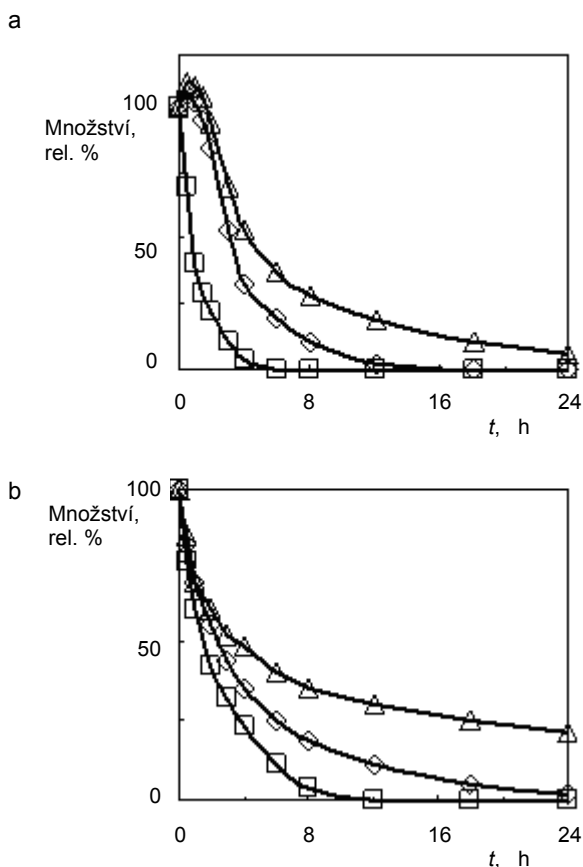 a
100
Množství,
rel. %
50
0
0 8 16 24
t, h
b
100
Množství,
rel. %
50
0
0 8 16 24
t, h